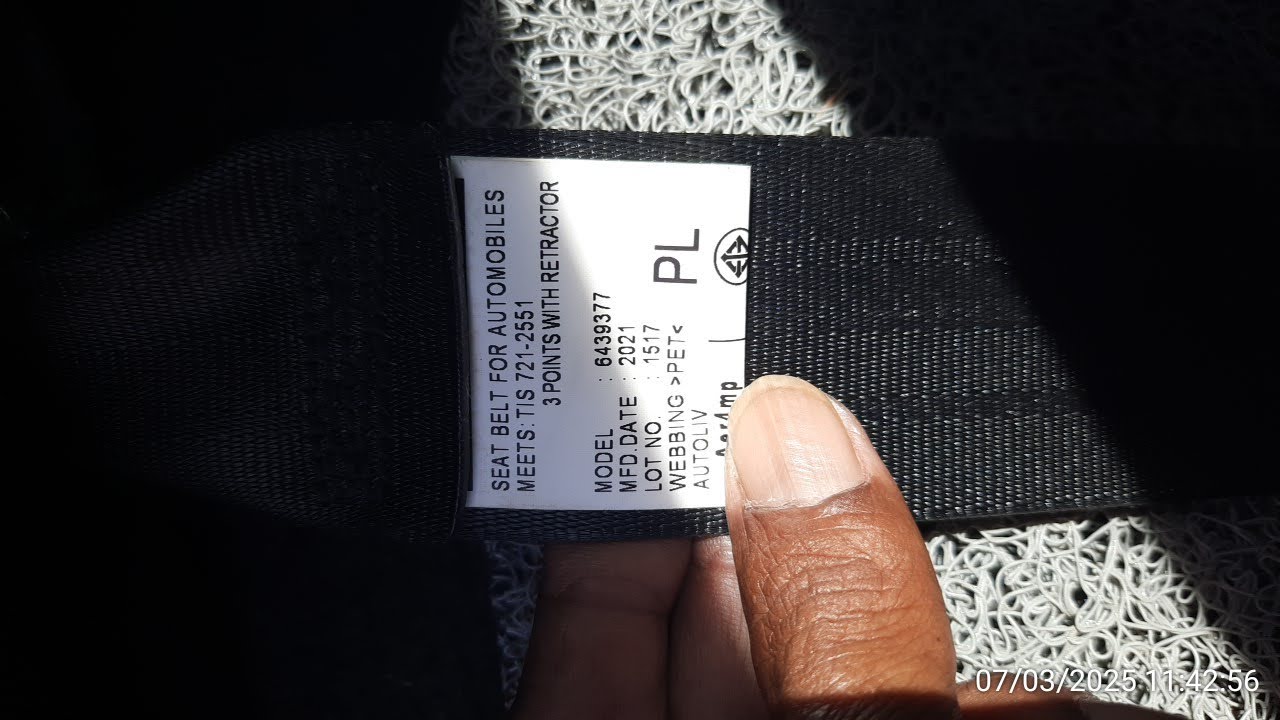 SEAT BELT FOR AUTOMOBILES
MEETS: TIS 721-2551
3 POINTS WITH RETRACTOR
MODEL : 6439377
MFD.DATE : 2021
LOT NO. : 1517
WEBBING >PET<
AUTOLIV
PL
07/03/2025 11:42:56